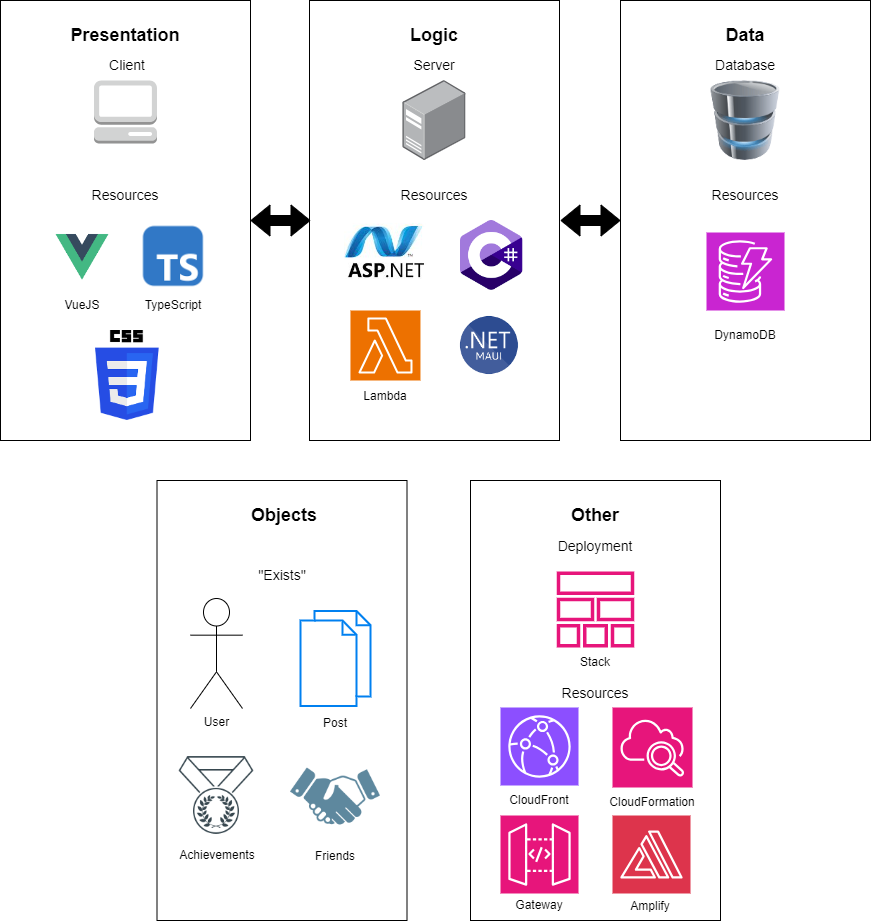 Presentation
Client
Resources
VueJS
TS
TypeScript
CSS
3
Logic
Server
Resources
ASP.NET
C#
Lambda
.NET
MAUI
Data
Database
Resources
DynamoDB
Objects
"Exists"
User
Post
Achievements
Friends
Other
Deployment
Stack
Resources
CloudFront
CloudFormation
</>
Gateway
Amplify